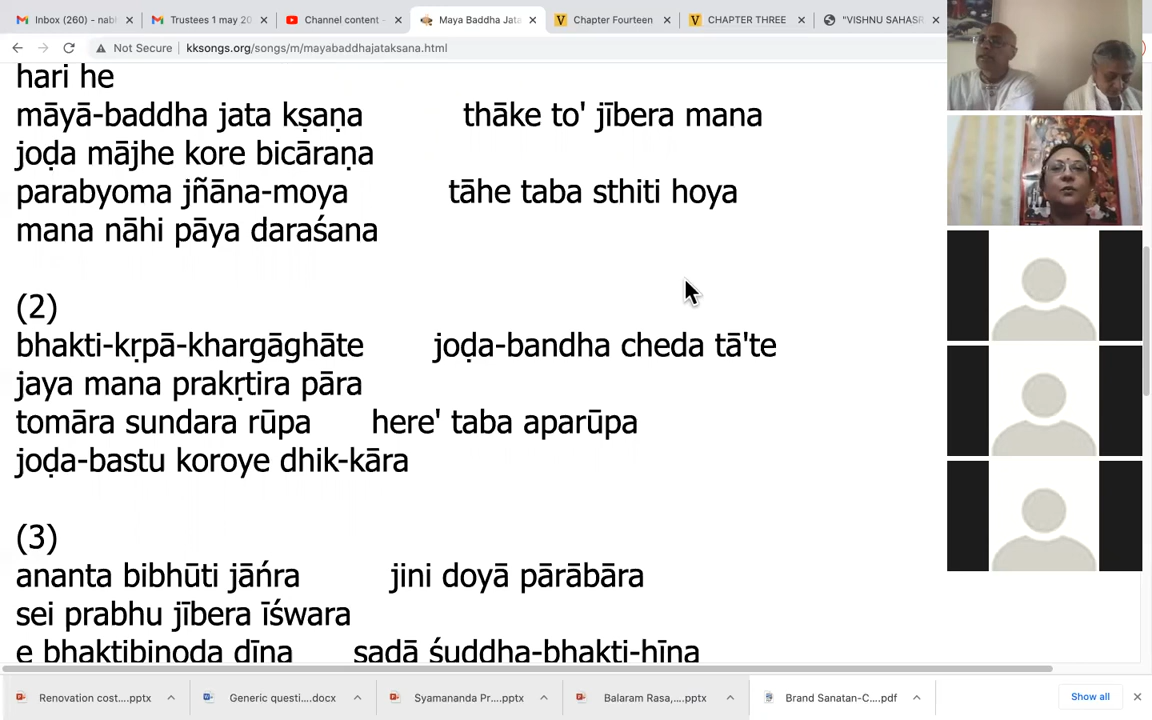 Inbox (260) - nab
Trustees 1 may 20
Channel content -
Maya Baddha Jata
Chapter Fourteen
CHAPTER THREE
"VISHNU SAHASR
Not Secure
kksongs.org/songs/m/mayabaddhajataksana.html
hari he
māyā-baddha jata kṣaṇa thāke to' jībera mana
joḍa mājhe kore bicāraṇa
parabyoma jñāna-moya tāhe taba sthiti hoya
mana nāhi pāya daraśana
(2)
bhakti-kṛpā-khargāghāte joḍa-bandha cheda tā'te
jaya mana prakṛtira pāra
tomāra sundara rūpa here' taba aparūpa
joḍa-bastu koroye dhik-kāra
(3)
ananta bibhūti jāńra jini doyā pārābāra
sei prabhu jībera īśwara
e bhaktibinoda dīna sadā śuddha-bhakti-hīna
Renovation cost....pptx
Generic questi....docx
Syamananda Pr....pptx
Balaram Rasa,....pptx
Brand Sanatan-C....pdf
Show all